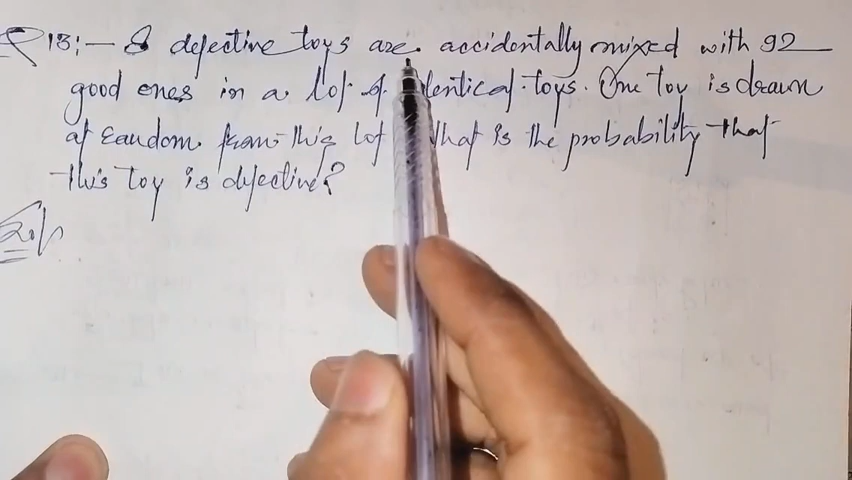 Q 13:- 8 defective toys are accidentally mixed with 92
good ones in a lot of identical toys. One toy is drawn
at random from this lot. What is the probability that
this toy is defective?
Sol